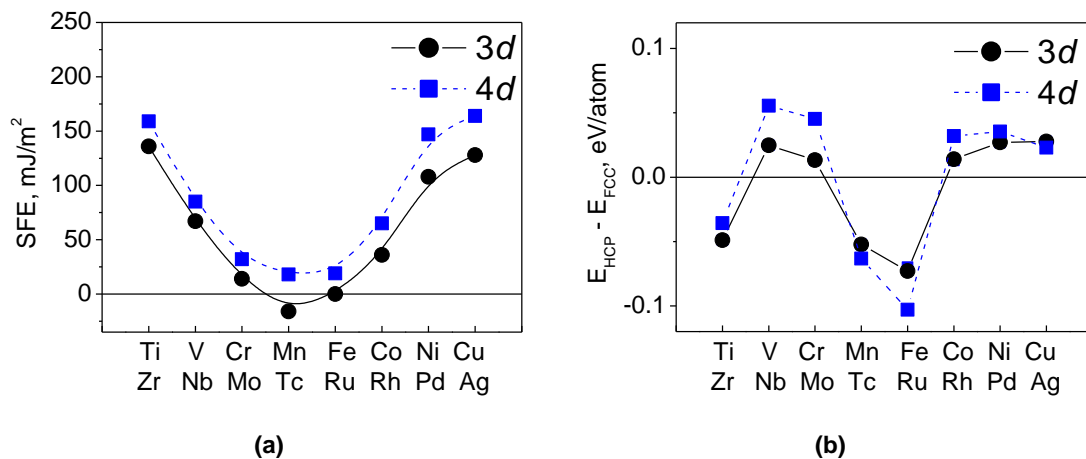 250
200
150
100
50
0
SFE, mJ/m²
3d
4d
Ti V Cr Mn Fe Co Ni Cu
Zr Nb Mo Tc Ru Rh Pd Ag
(a)
0.1
0.0
-0.1
E_HCP - E_FCC, eV/atom
3d
4d
Ti V Cr Mn Fe Co Ni Cu
Zr Nb Mo Tc Ru Rh Pd Ag
(b)